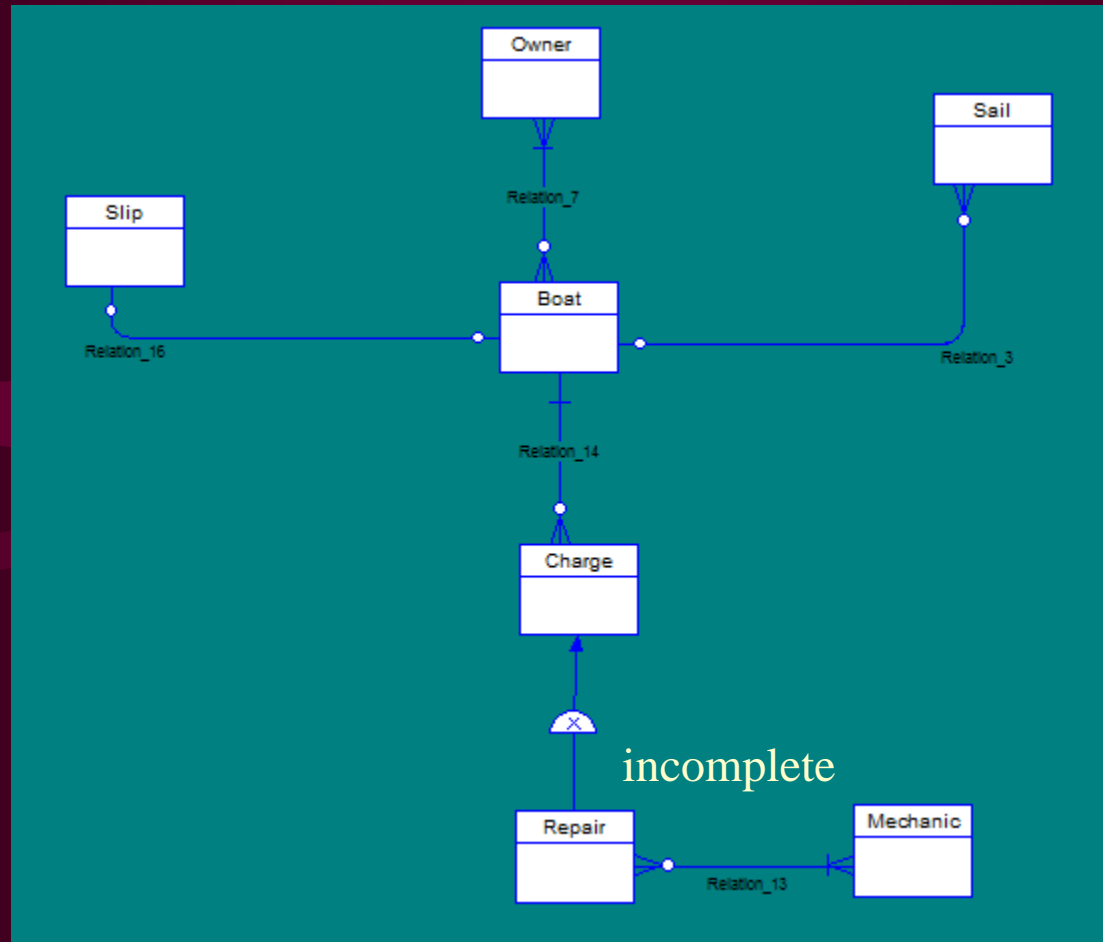 Owner
Sail
Relation_7
Slip
Boat
Relation_16
Relation_3
Relation_14
Charge
X
incomplete
Repair
Mechanic
Relation_13